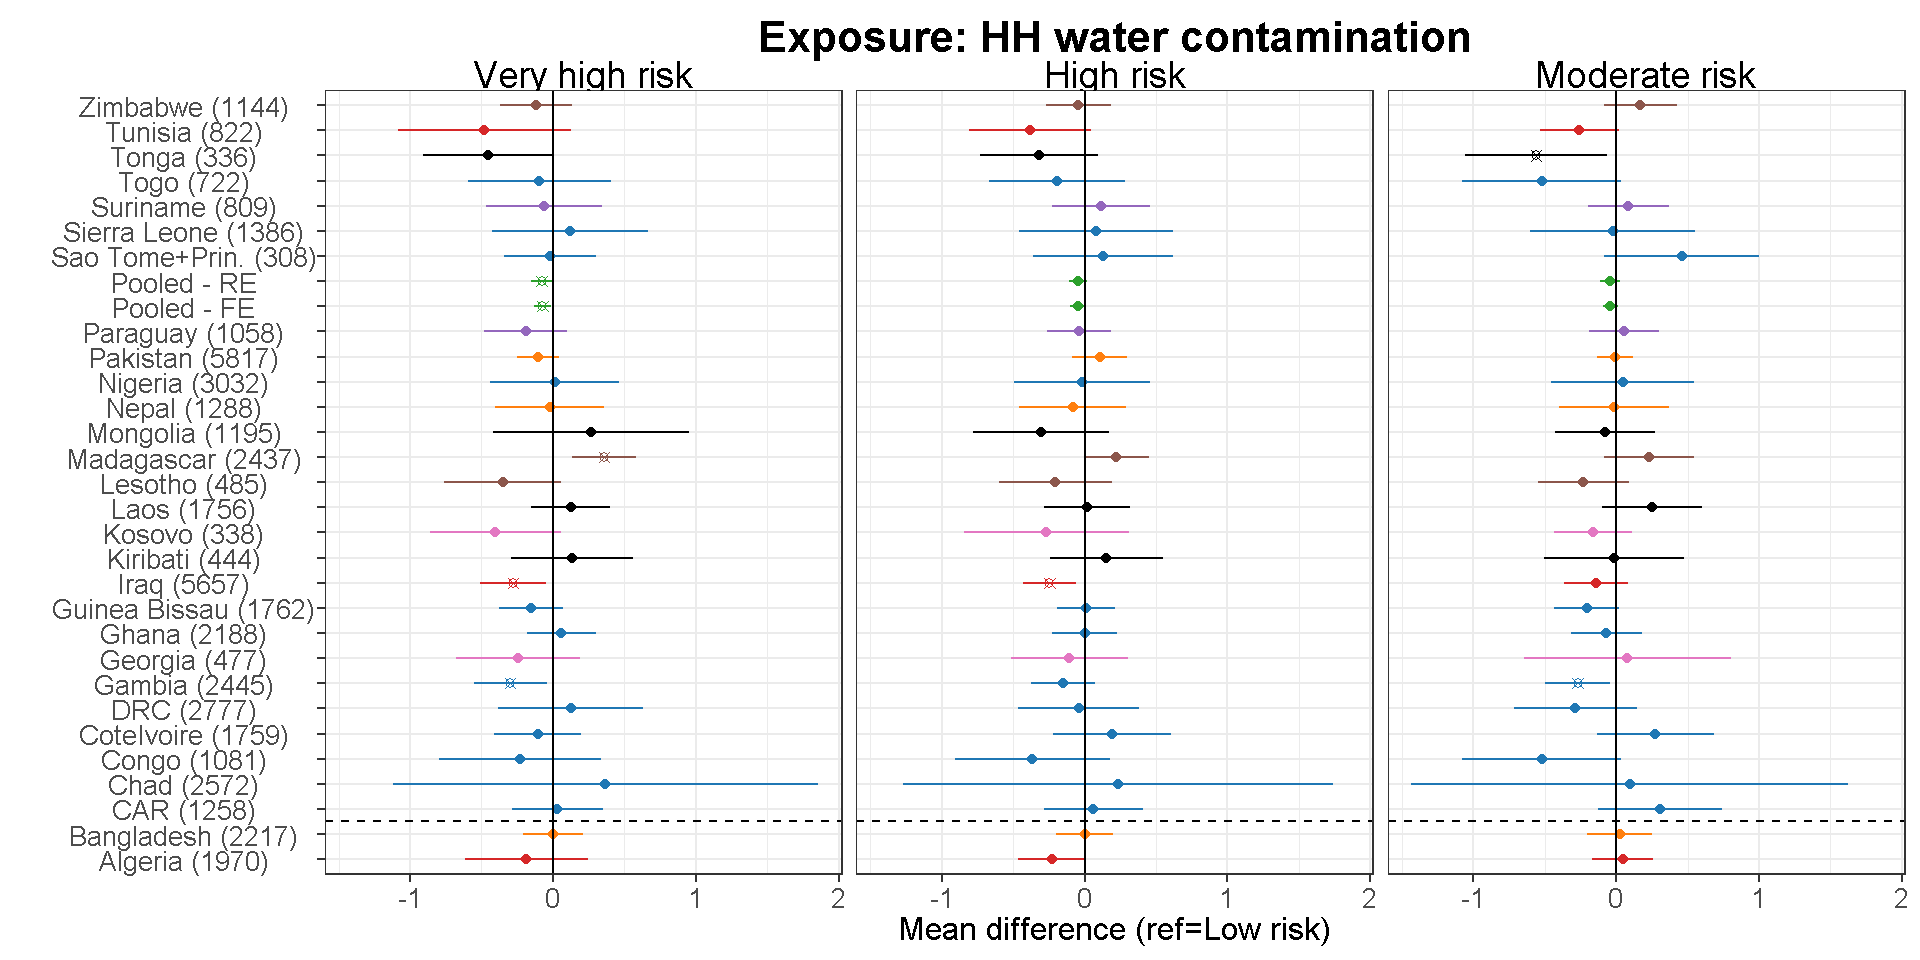 Exposure: HH water contamination
Very high risk
High risk
Moderate risk
Zimbabwe (1144)
Tunisia (822)
Tonga (336)
Togo (722)
Suriname (809)
Sierra Leone (1386)
Sao Tome+Prin. (308)
Pooled - RE
Pooled - FE
Paraguay (1058)
Pakistan (5817)
Nigeria (3032)
Nepal (1288)
Mongolia (1195)
Madagascar (2437)
Lesotho (485)
Laos (1756)
Kosovo (338)
Kiribati (444)
Iraq (5657)
Guinea Bissau (1762)
Ghana (2188)
Georgia (477)
Gambia (2445)
DRC (2777)
CoteIvoire (1759)
Congo (1081)
Chad (2572)
CAR (1258)
Bangladesh (2217)
Algeria (1970)
-1 0 1 2
-1 0 1 2
-1 0 1 2
Mean difference (ref=Low risk)